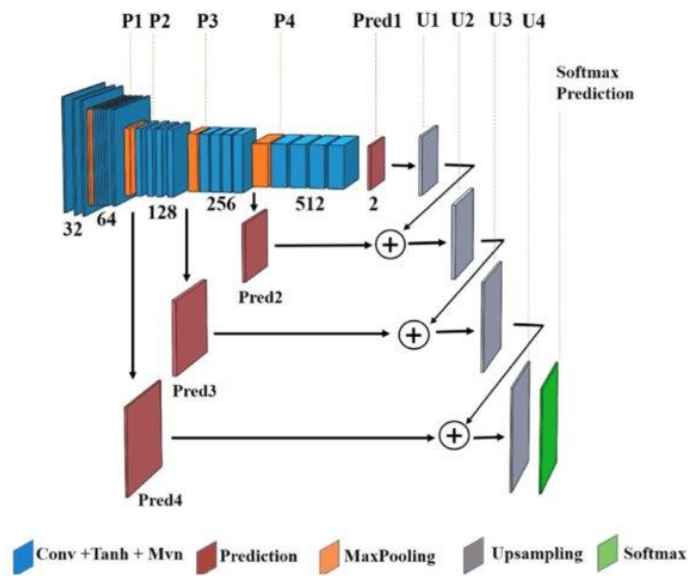 P1 P2 P3 P4 Pred1 U1 U2 U3 U4
Softmax
Prediction
32 64 128 256 512 2
Pred2
Pred3
Pred4
Conv +Tanh + Mvn Prediction MaxPooling Upsampling Softmax